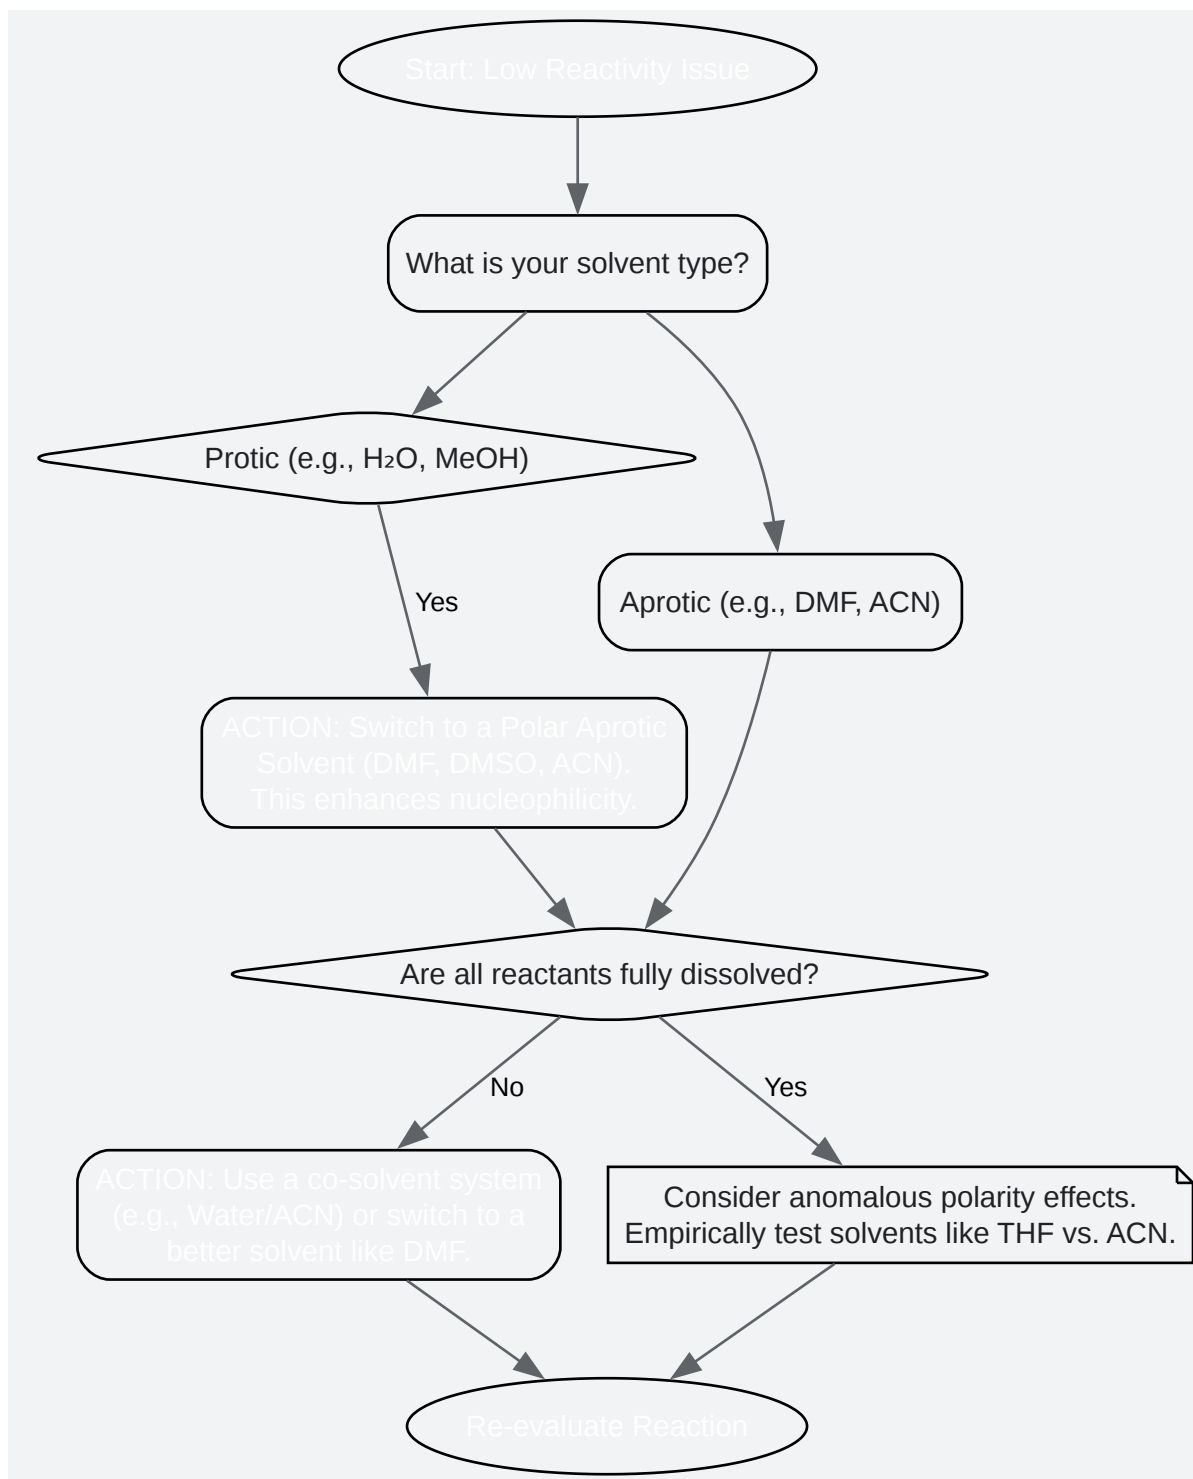 Start: Low Reactivity Issue
What is your solvent type?
Protic (e.g., H₂O, MeOH)
Yes
Aprotic (e.g., DMF, ACN)
ACTION: Switch to a Polar Aprotic
Solvent (DMF, DMSO, ACN).
This enhances nucleophilicity.
Are all reactants fully dissolved?
No
Yes
ACTION: Use a co-solvent system
(e.g., Water/ACN) or switch to a
better solvent like DMF.
Consider anomalous polarity effects.
Empirically test solvents like THF vs. ACN.
Re-evaluate Reaction